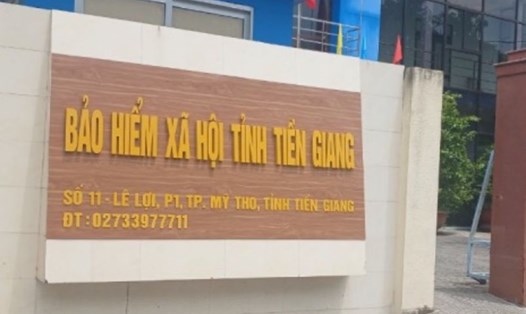 BẢO HIỂM XÃ HỘI TỈNH TIỀN GIANG
SỐ 11 - LÊ LỢI, P1, TP. MỸ THO, TỈNH TIỀN GIANG
ĐT : 02733977711